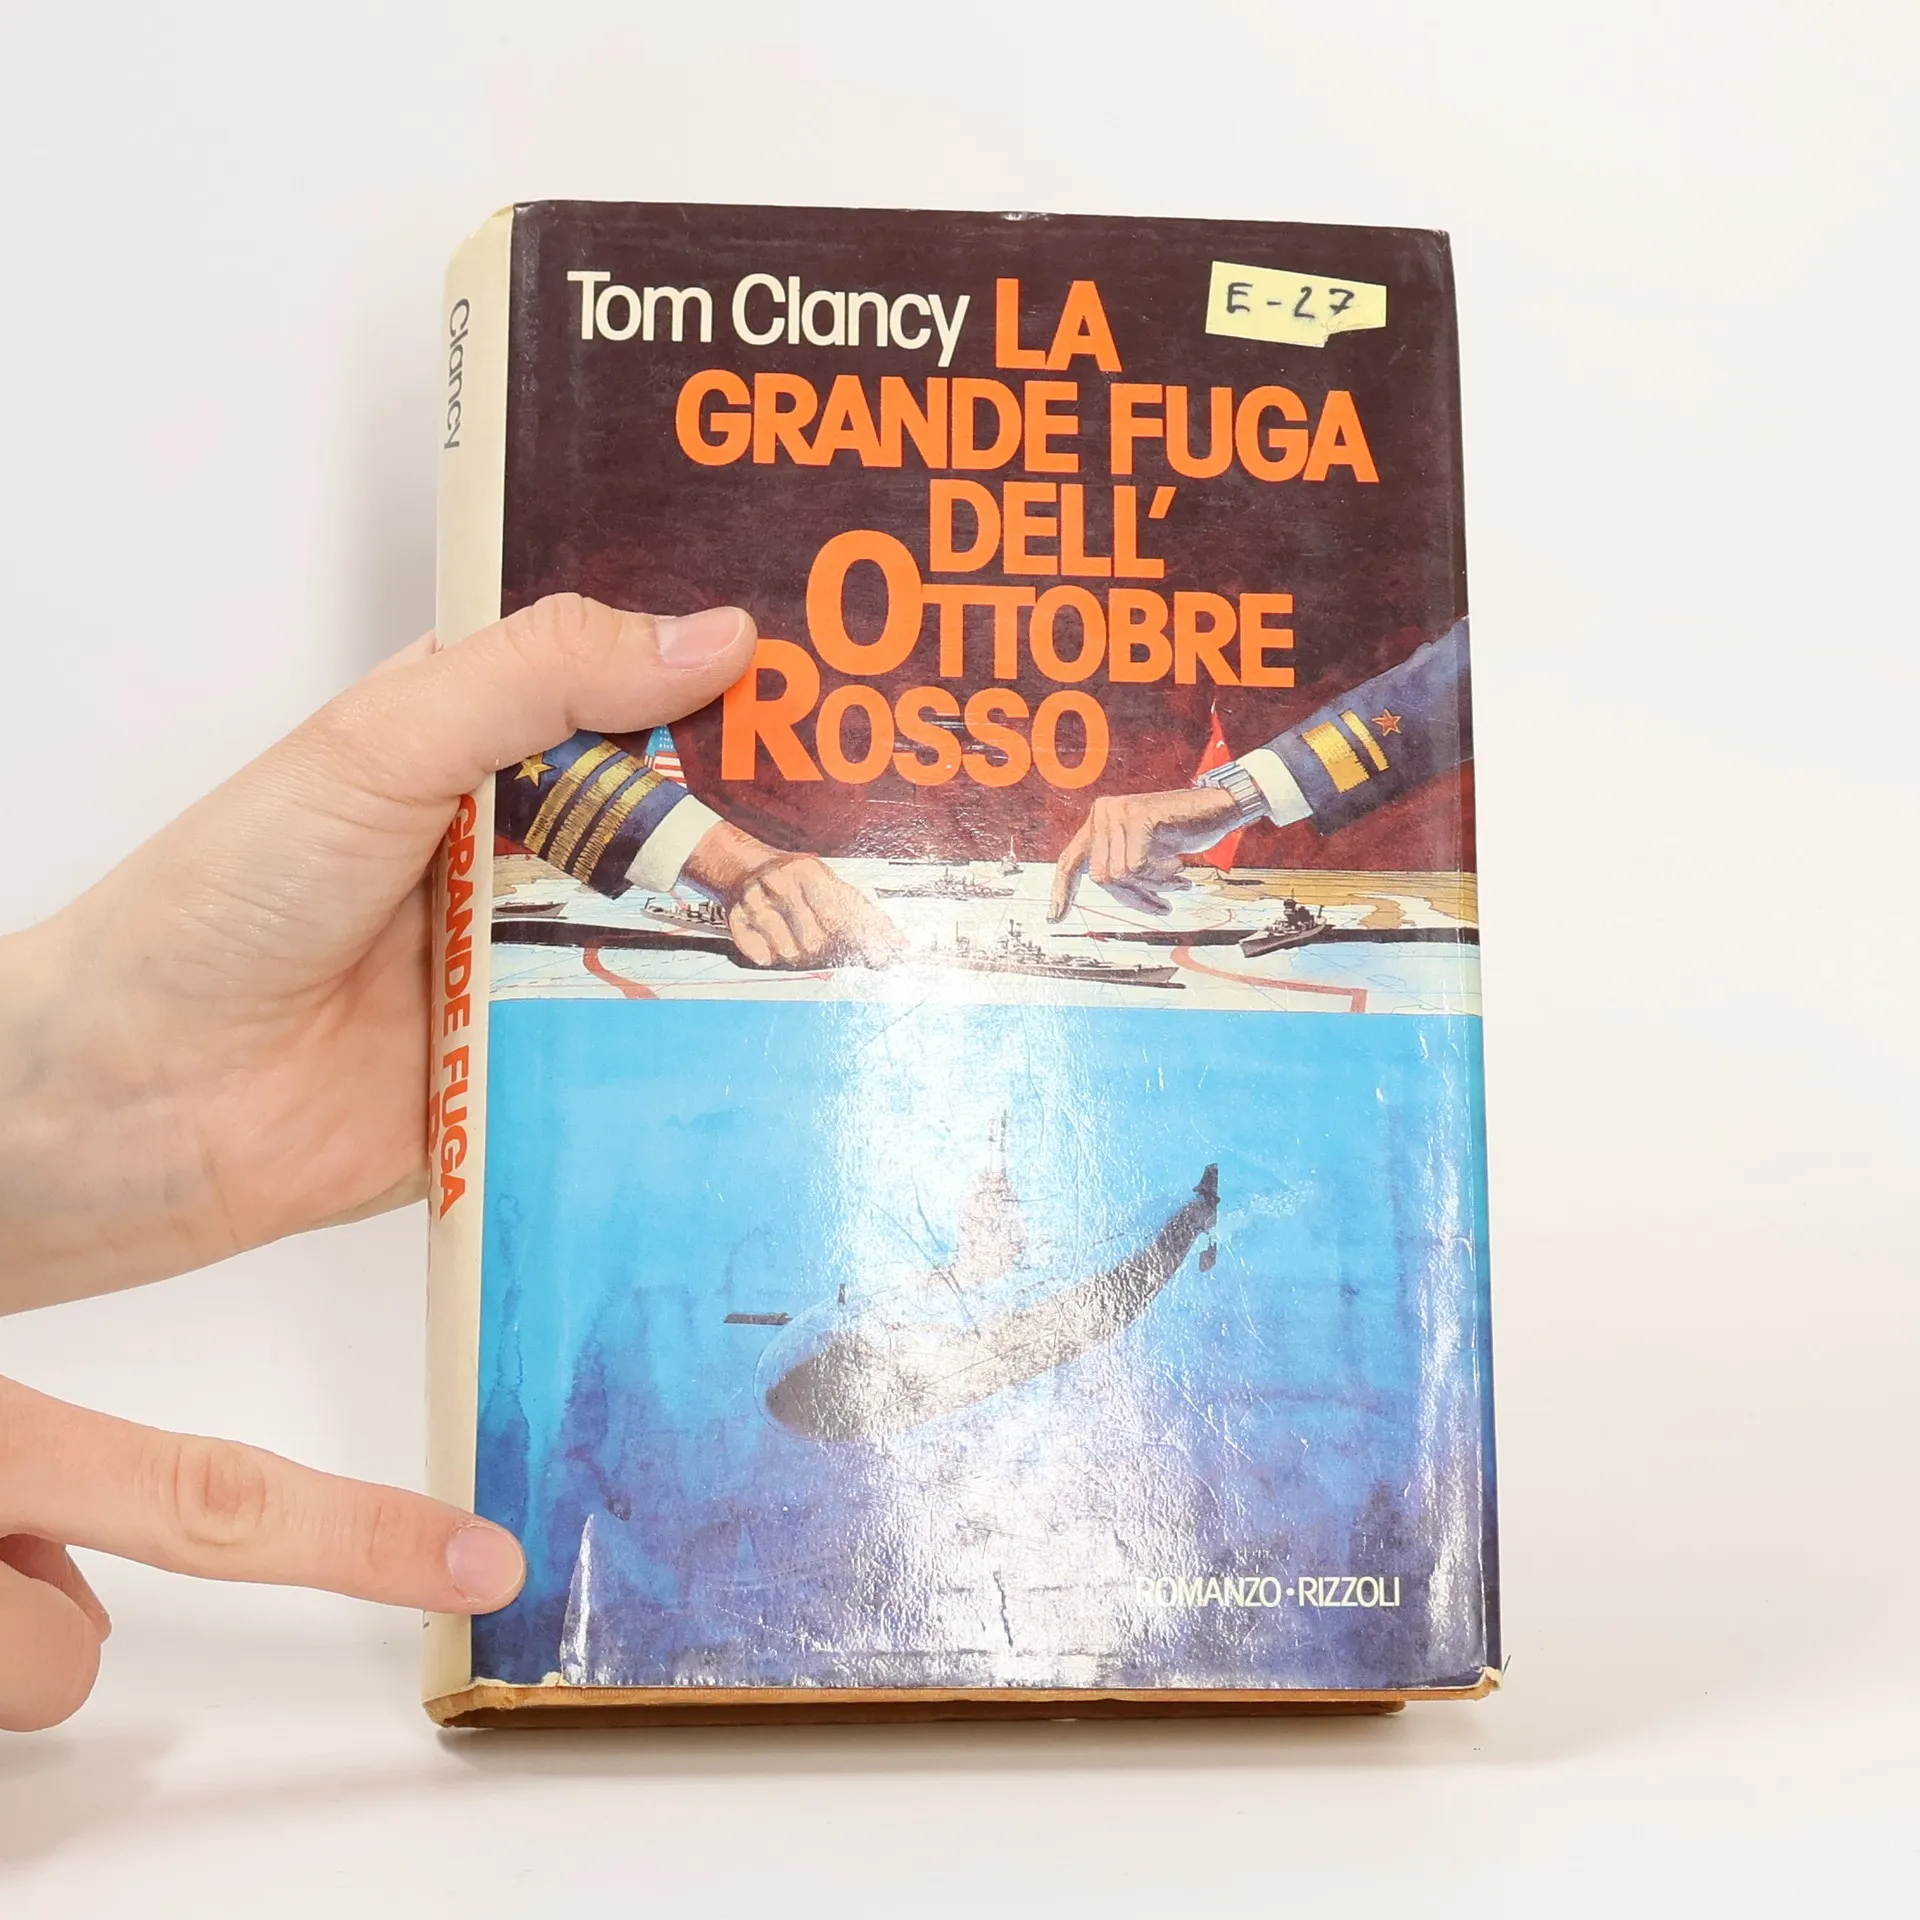 Tom Clancy LA
GRANDE FUGA
DELL'
OTTOBRE
ROSSO
E-27
ROMANZO·RIZZOLI
Clancy
GRANDE FUGA